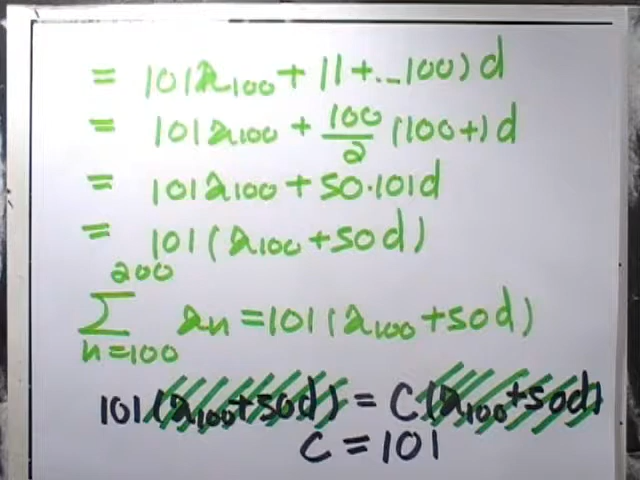 = 101a₁₀₀ + (1+...100)d
= 101a₁₀₀ + 100/2 (100+1)d
= 101a₁₀₀ + 50·101d
= 101(a₁₀₀ + 50d)
200
∑ aₙ = 101(a₁₀₀ + 50d)
n=100
101(a₁₀₀+50d) = C(a₁₀₀+50d)
C = 101